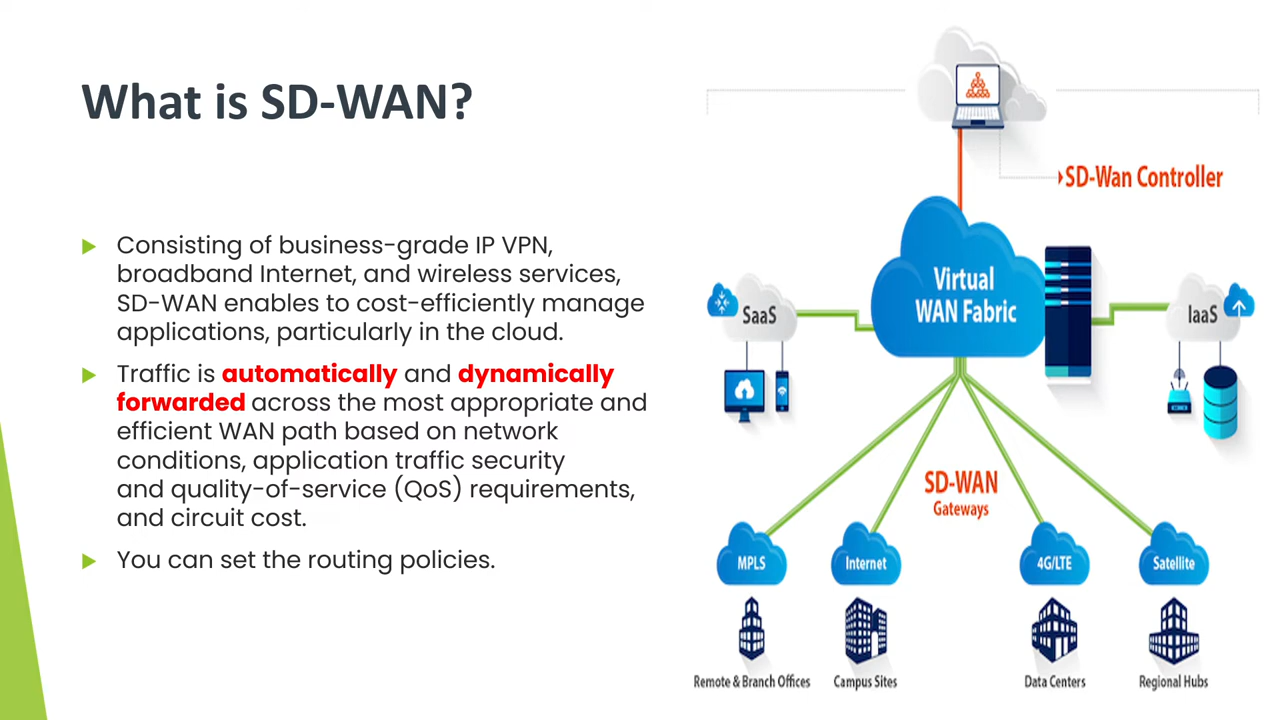 What is SD-WAN?
Consisting of business-grade IP VPN,
broadband Internet, and wireless services,
SD-WAN enables to cost-efficiently manage
applications, particularly in the cloud.
Traffic is automatically and dynamically
forwarded across the most appropriate and
efficient WAN path based on network
conditions, application traffic security
and quality-of-service (QoS) requirements,
and circuit cost.
You can set the routing policies.
SD-Wan Controller
Virtual
WAN Fabric
SaaS
IaaS
SD-WAN
Gateways
MPLS
Internet
4G/LTE
Satellite
Remote & Branch Offices
Campus Sites
Data Centers
Regional Hubs